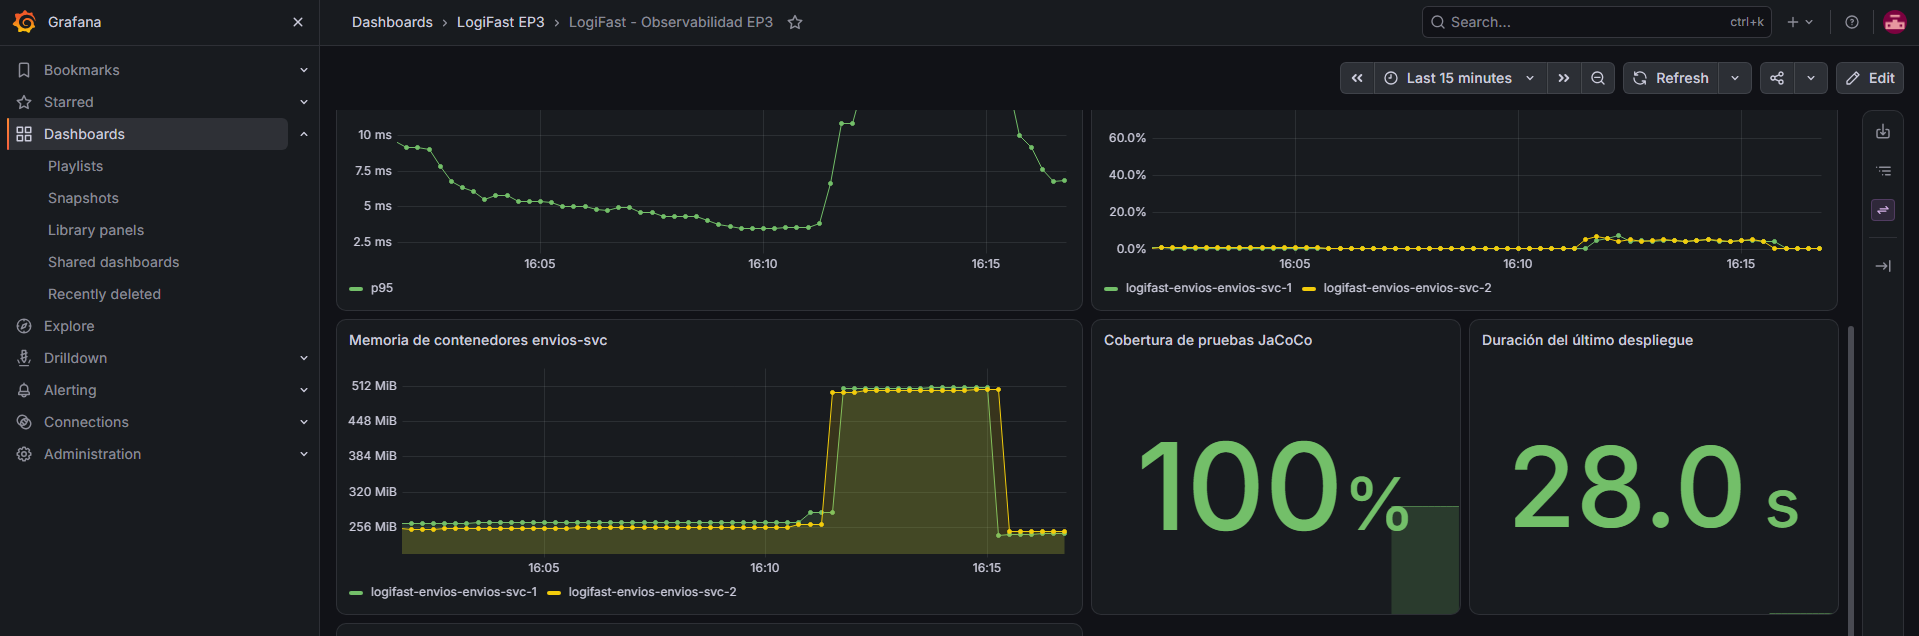 Grafana
Dashboards › LogiFast EP3 › LogiFast - Observabilidad EP3
Search...
ctrl+k
Bookmarks
Starred
Dashboards
Playlists
Snapshots
Library panels
Shared dashboards
Recently deleted
Explore
Drilldown
Alerting
Connections
Administration
Last 15 minutes
Refresh
Edit
10 ms
7.5 ms
5 ms
2.5 ms
16:05 16:10 16:15
p95
60.0%
40.0%
20.0%
0.0%
16:05 16:10 16:15
logifast-envios-envios-svc-1 logifast-envios-envios-svc-2
Memoria de contenedores envios-svc
512 MiB
448 MiB
384 MiB
320 MiB
256 MiB
16:05 16:10 16:15
logifast-envios-envios-svc-1 logifast-envios-envios-svc-2
Cobertura de pruebas JaCoCo
100%
Duración del último despliegue
28.0 s